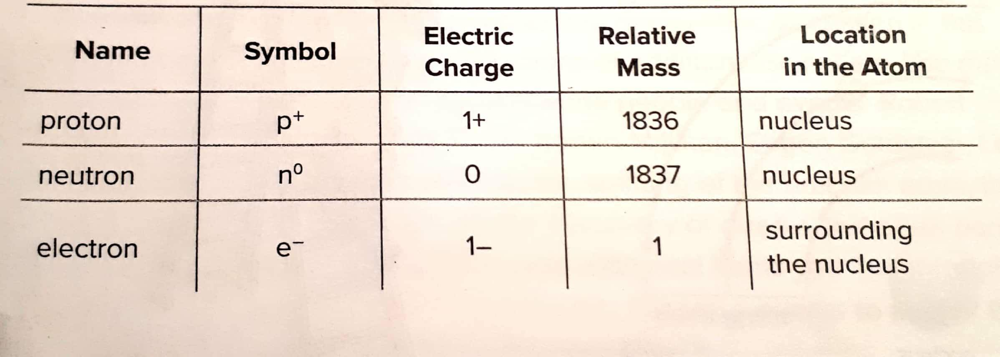 Name Symbol Electric Charge Relative Mass Location in the Atom
proton p⁺ 1+ 1836 nucleus
neutron n⁰ 0 1837 nucleus
electron e⁻ 1– 1 surrounding the nucleus